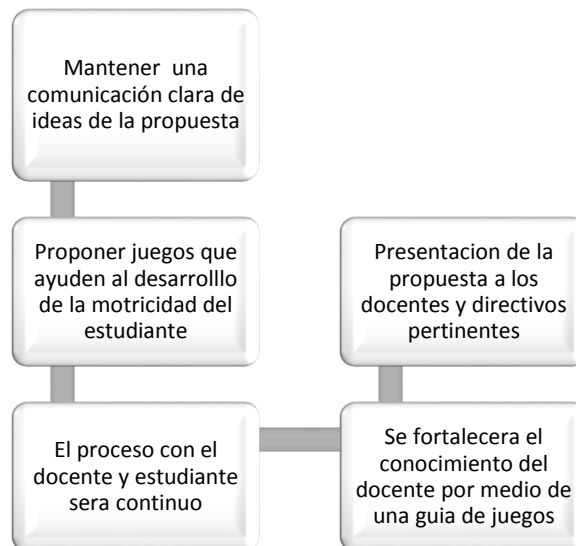 Mantener una
comunicación clara de
ideas de la propuesta
Proponer juegos que
ayuden al desarrolllo
de la motricidad del
estudiante
El proceso con el
docente y estudiante
sera continuo
Se fortalecera el
conocimiento del
docente por medio de
una guia de juegos
Presentacion de la
propuesta a los
docentes y directivos
pertinentes